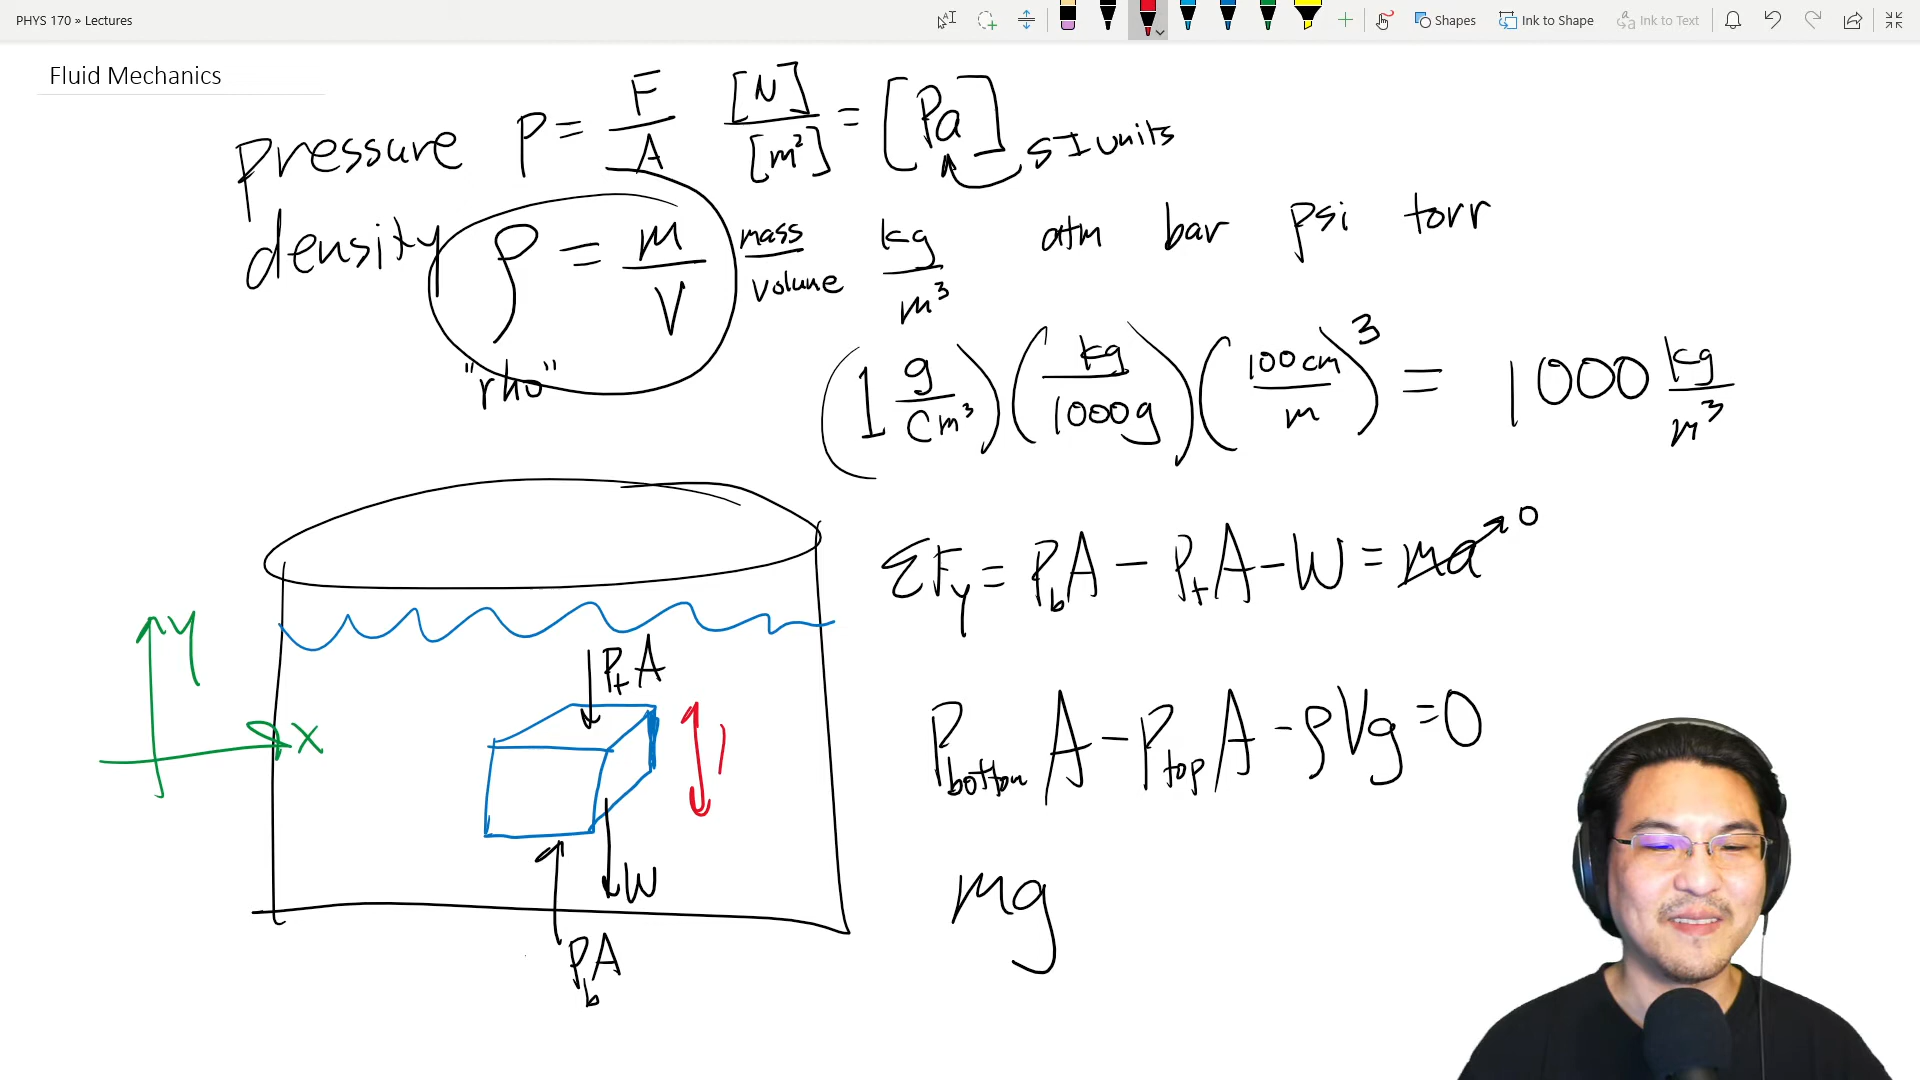 PHYS 170 » Lectures
Shapes
Ink to Shape
Ink to Text
Fluid Mechanics
pressure P = F/A [N]/[m²] = [Pa] SI units
density ρ = m/V mass/volume kg/m³ atm bar psi torr
"rho"
(1 g/cm³)(kg/1000g)(100cm/m)³ = 1000 kg/m³
ΣFy = PbA - PtA - W = ma → 0
y
x
PtA
W
PbA
Pbottom A - Ptop A - ρVg = 0
mg